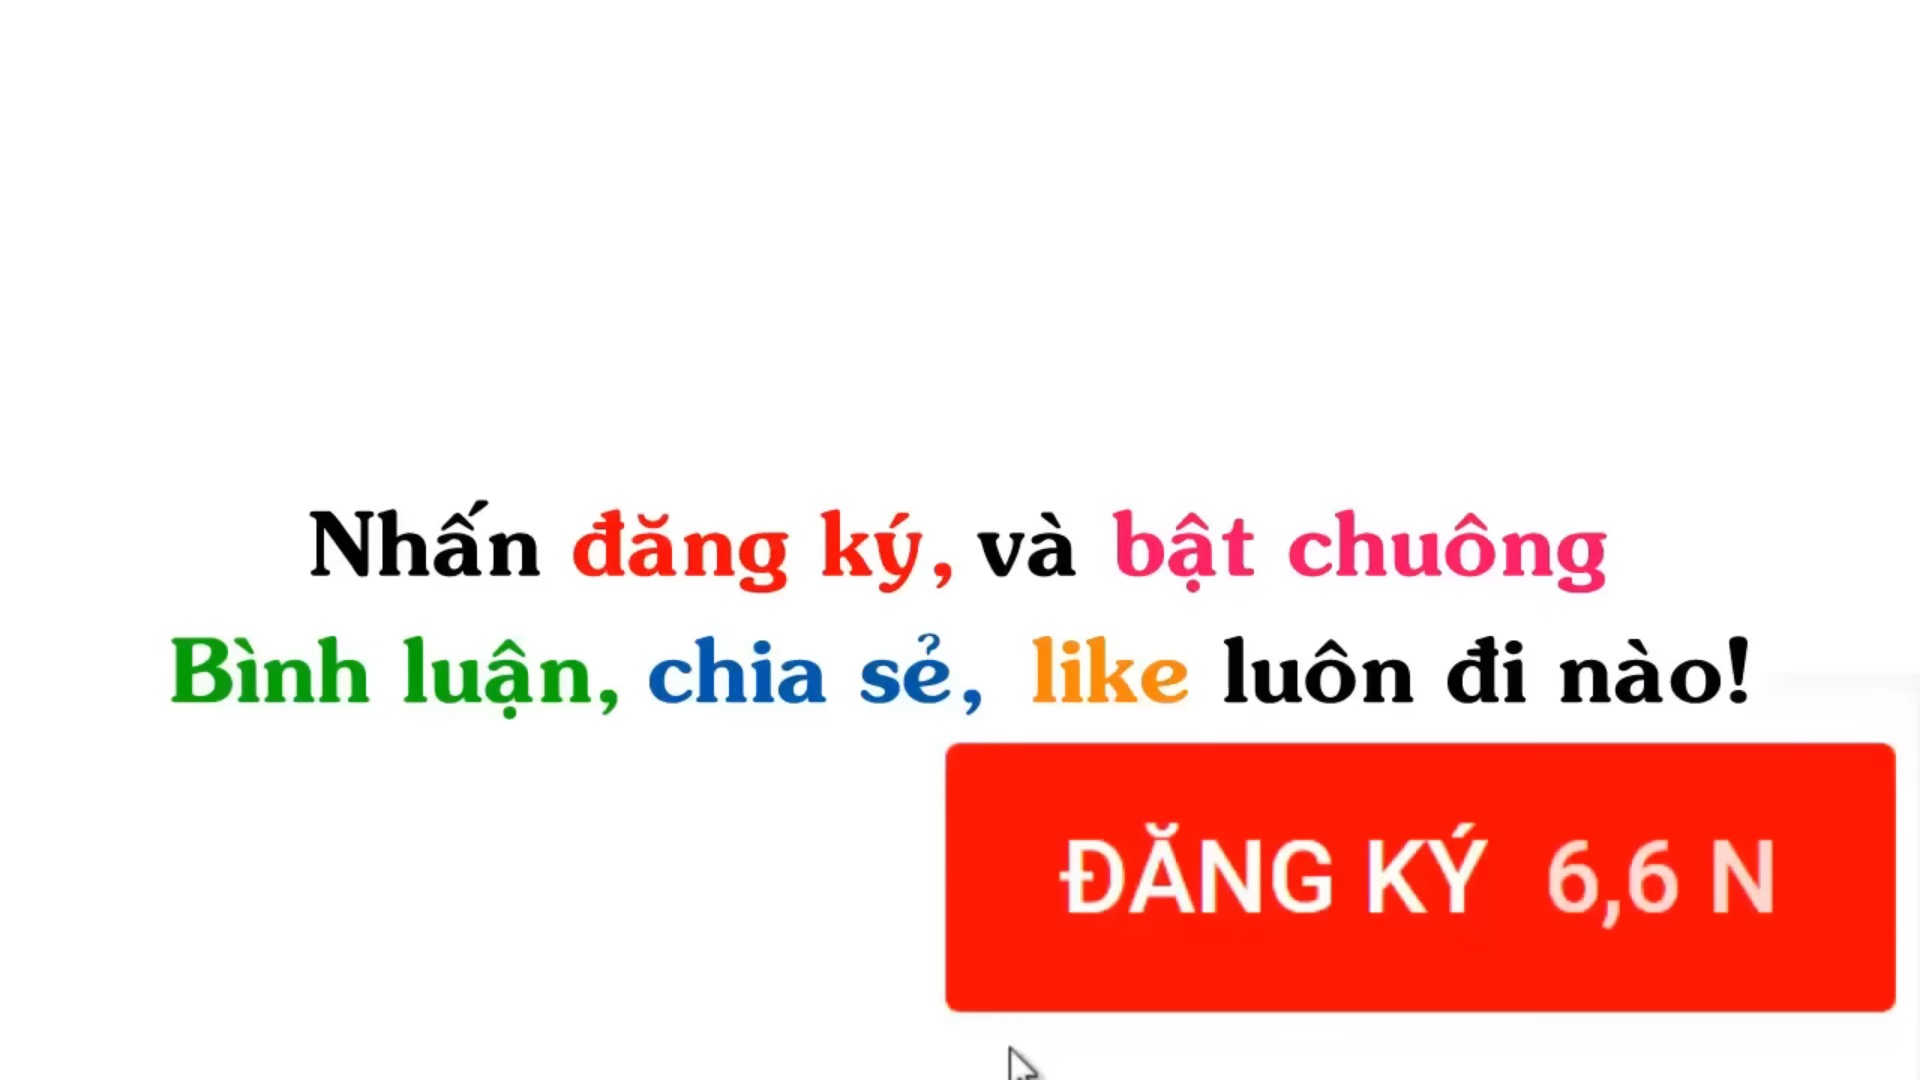 Nhấn đăng ký, và bật chuông
Bình luận, chia sẻ, like luôn đi nào!
ĐĂNG KÝ 6,6 N